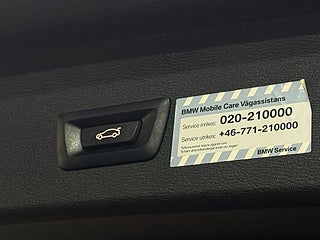 BMW Mobile Care Vägassistans
Service inrikes: 020-210000
Service utrikes: +46-771-210000
BMW Service